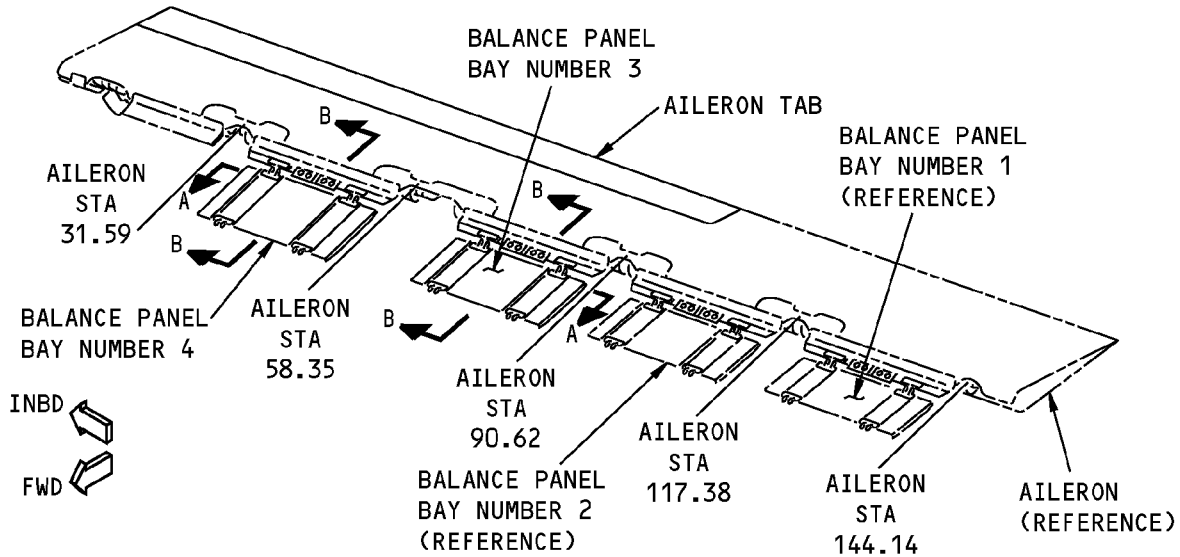 BALANCE PANEL
BAY NUMBER 3
AILERON TAB
BALANCE PANEL
BAY NUMBER 1
(REFERENCE)
B
B
AILERON
STA
31.59
A
B
BALANCE PANEL
BAY NUMBER 4
AILERON
STA
58.35
B
A
AILERON
STA
90.62
BALANCE PANEL
BAY NUMBER 2
(REFERENCE)
AILERON
STA
117.38
AILERON
STA
144.14
AILERON
(REFERENCE)
INBD
FWD